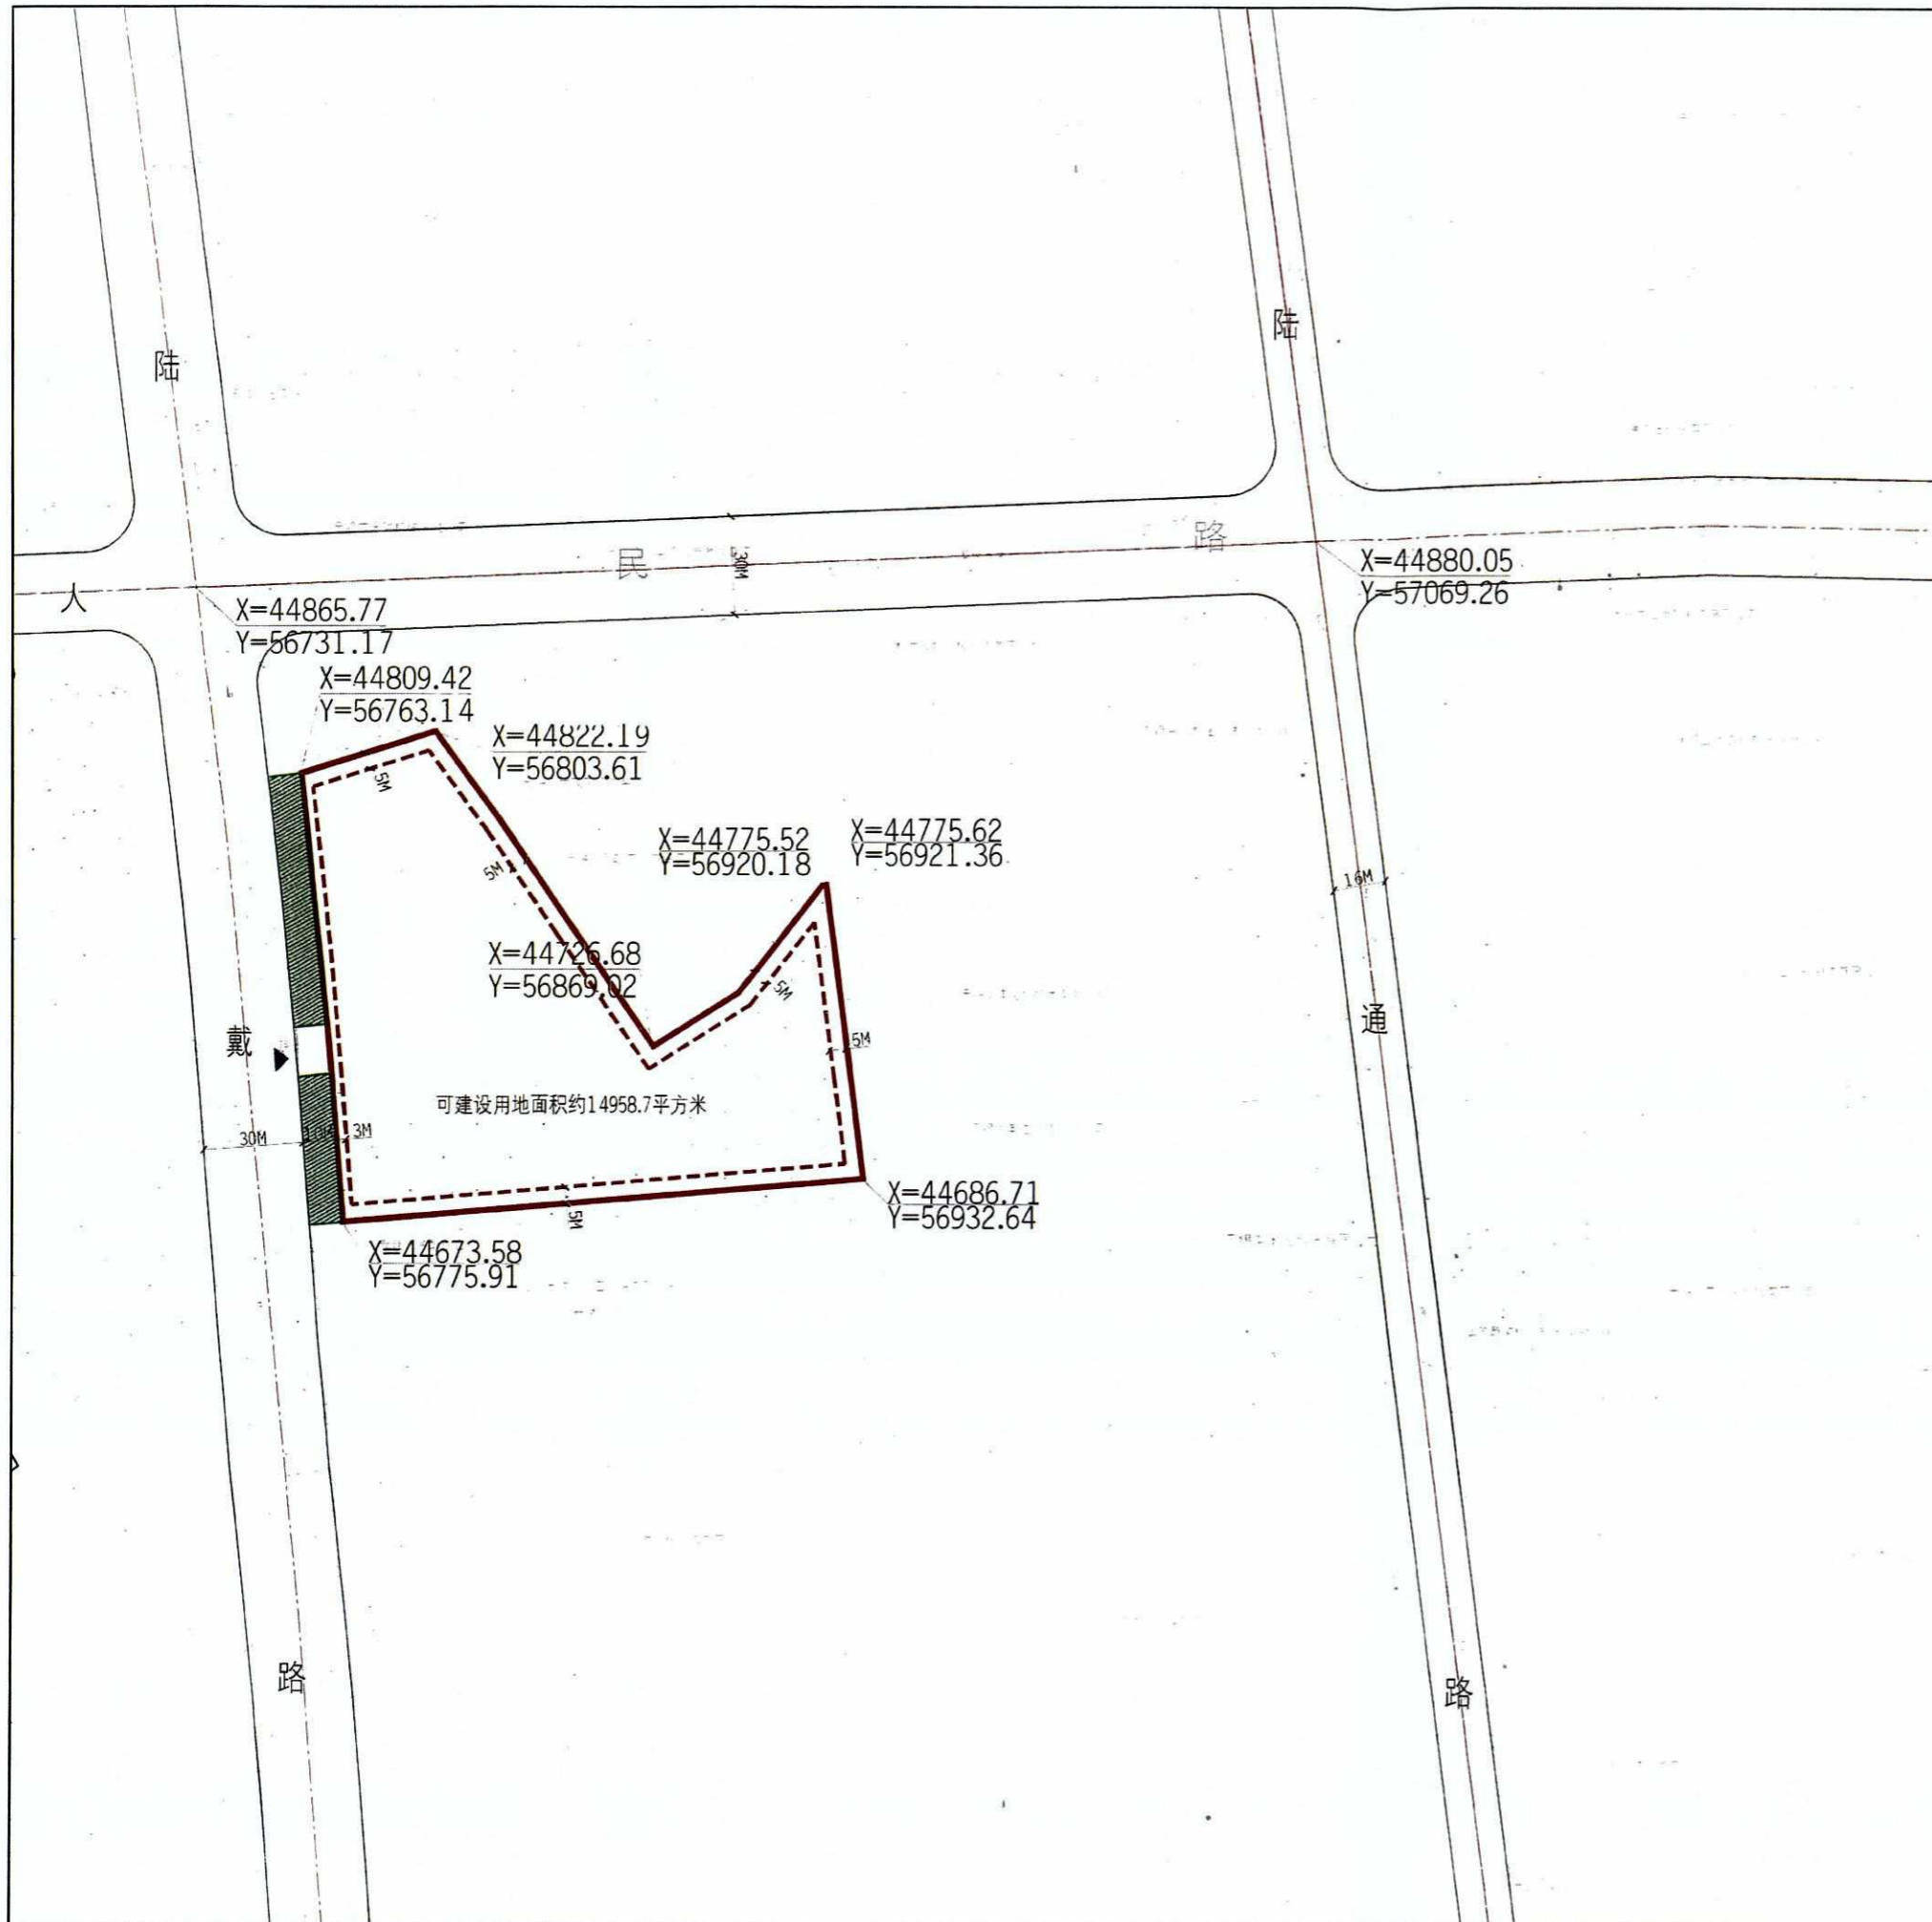 陆
陆
民
路
30M
人
X=44880.05
Y=57069.26
X=44865.77
Y=56731.17
X=44809.42
Y=56763.14
X=44822.19
Y=56803.61
5M
X=44775.52
Y=56920.18
X=44775.62
Y=56921.36
5M
16M
X=44726.68
Y=56869.02
5M
戴
通
5M
可建设用地面积约14958.7平方米
30M
10M
3M
X=44686.71
Y=56932.64
5M
X=44673.58
Y=56775.91
路
路